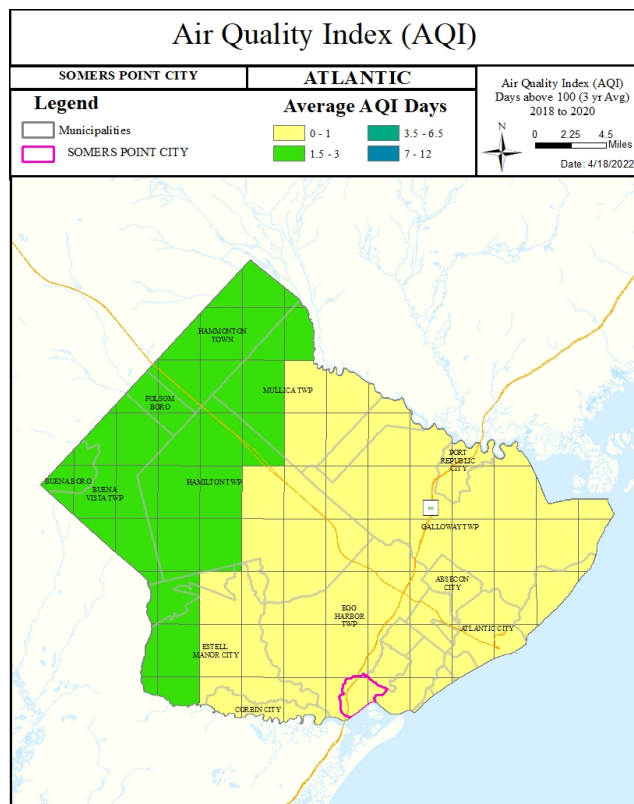 Air Quality Index (AQI)
SOMERS POINT CITY
ATLANTIC
Legend
Municipalities
SOMERS POINT CITY
Average AQI Days
0 - 1
1.5 - 3
3.5 - 6.5
7 - 12
Air Quality Index (AQI)
Days above 100 (3 yr Avg)
2018 to 2020
N
0 2.25 4.5
Miles
Date: 4/18/2022
HAMMONTON
TOWN
MULLICA TWP
FOLSOM
BORO
PORT
REPUBLIC
CITY
BUENA BORO
BUENA
VISTA TWP
HAMILTON TWP
GALLOWAY TWP
ABSECON
CITY
EGG
HARBOR
TWP
ATLANTIC CITY
ESTELL
MANOR CITY
CORBIN CITY